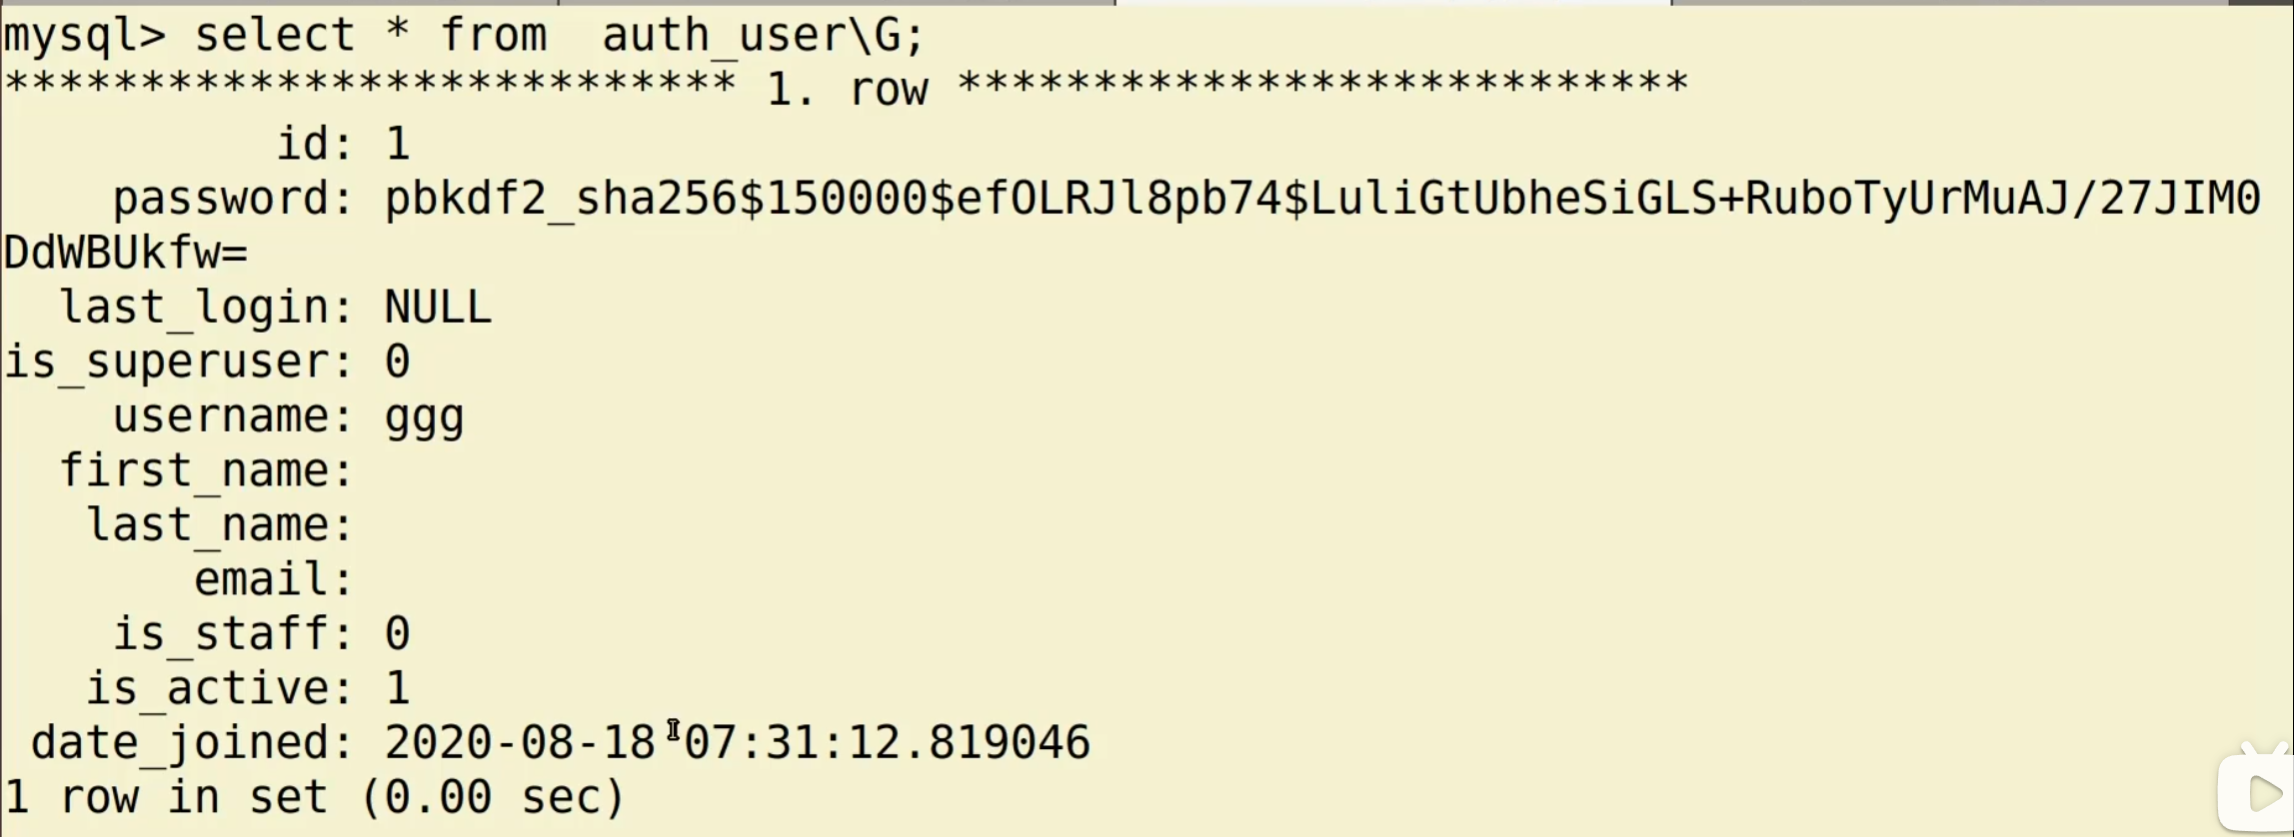 mysql> select * from  auth_user\G;
*************************** 1. row ***************************
           id: 1
     password: pbkdf2_sha256$150000$efOLRJl8pb74$LuliGtUbheSiGLS+RuboTyUrMuAJ/27JIM0
DdWBUkfw=
   last_login: NULL
is_superuser: 0
     username: ggg
   first_name:
    last_name:
        email:
     is_staff: 0
    is_active: 1
  date_joined: 2020-08-18 07:31:12.819046
1 row in set (0.00 sec)